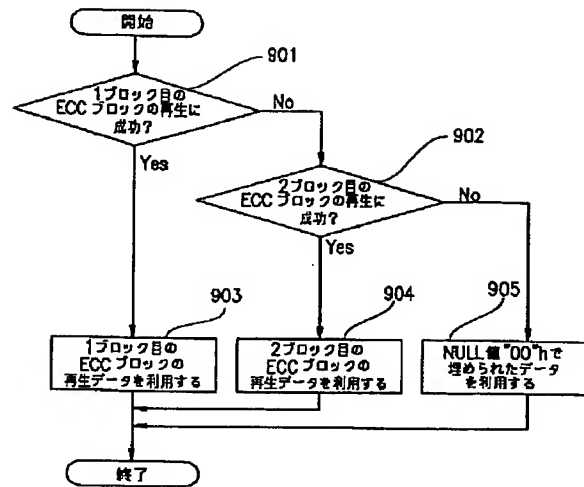 開始
901
1ブロック目の
ECCブロックの再生に
成功?
No
Yes
902
2ブロック目の
ECCブロックの再生に
成功?
No
Yes
903
1ブロック目の
ECCブロックの
再生データを利用する
904
2ブロック目の
ECCブロックの
再生データを利用する
905
NULL値"00"hで
埋められたデータ
を利用する
終了